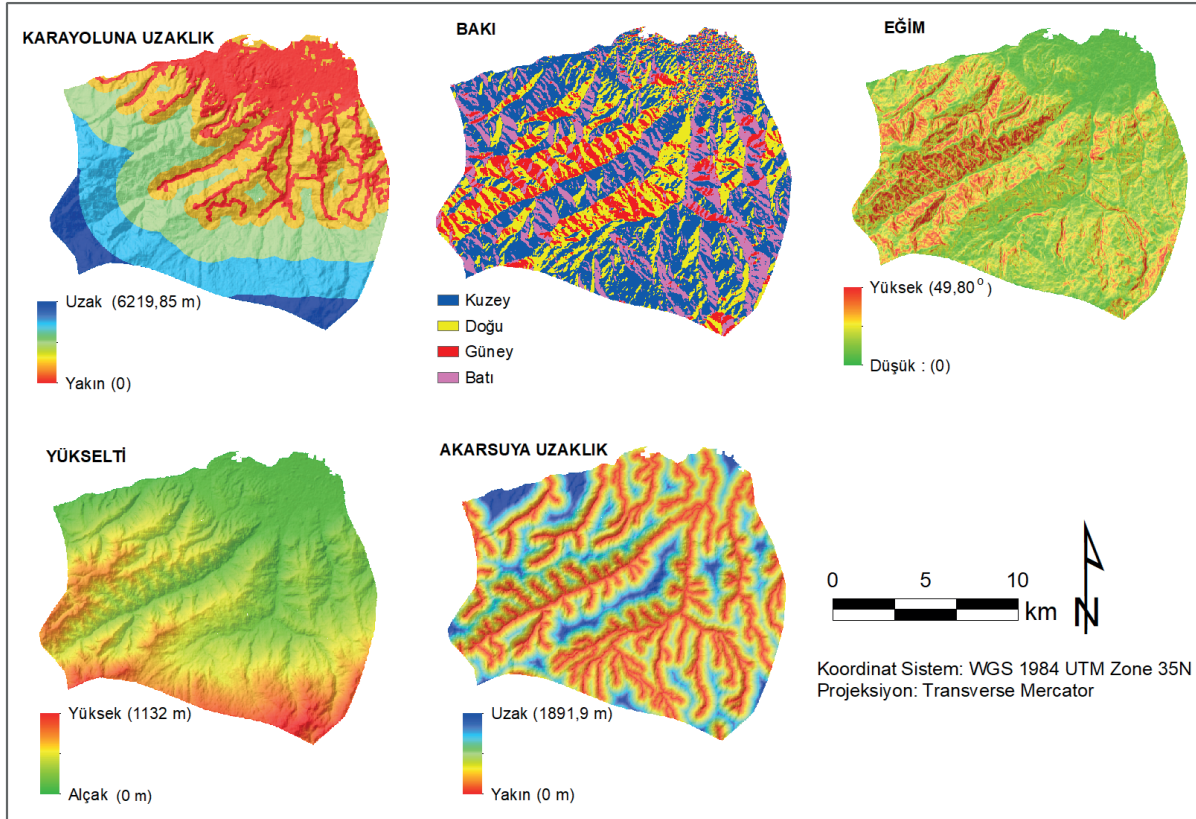 KARAYOLUNA UZAKLIK
Uzak (6219,85 m)
Yakın (0)
BAKI
Kuzey
Doğu
Güney
Batı
EĞİM
Yüksek (49,80°)
Düşük : (0)
YÜKSELTİ
Yüksek (1132 m)
Alçak (0 m)
AKARSUYA UZAKLIK
Uzak (1891,9 m)
Yakın (0 m)
0 5 10
km
N
Koordinat Sistem: WGS 1984 UTM Zone 35N
Projeksiyon: Transverse Mercator